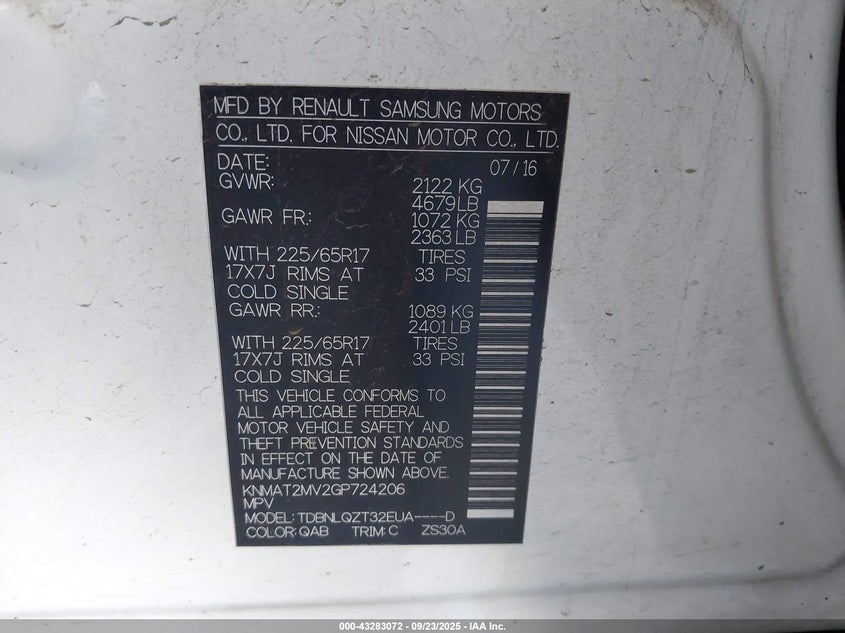 MFD BY RENAULT SAMSUNG MOTORS
CO., LTD. FOR NISSAN MOTOR CO., LTD.
DATE: 07/16
GVWR: 2122 KG
4679 LB
GAWR FR.: 1072 KG
2363 LB
WITH 225/65R17 TIRES
17X7J RIMS AT 33 PSI
COLD SINGLE
GAWR RR.: 1089 KG
2401 LB
WITH 225/65R17 TIRES
17X7J RIMS AT 33 PSI
COLD SINGLE
THIS VEHICLE CONFORMS TO
ALL APPLICABLE FEDERAL
MOTOR VEHICLE SAFETY AND
THEFT PREVENTION STANDARDS
IN EFFECT ON THE DATE OF
MANUFACTURE SHOWN ABOVE.
KNMAT2MV2GP724206
MPV
MODEL: TDBNLQZT32EUA----D
COLOR: QAB TRIM: C ZS30A
000-43283072 - 09/23/2025 - IAA Inc.